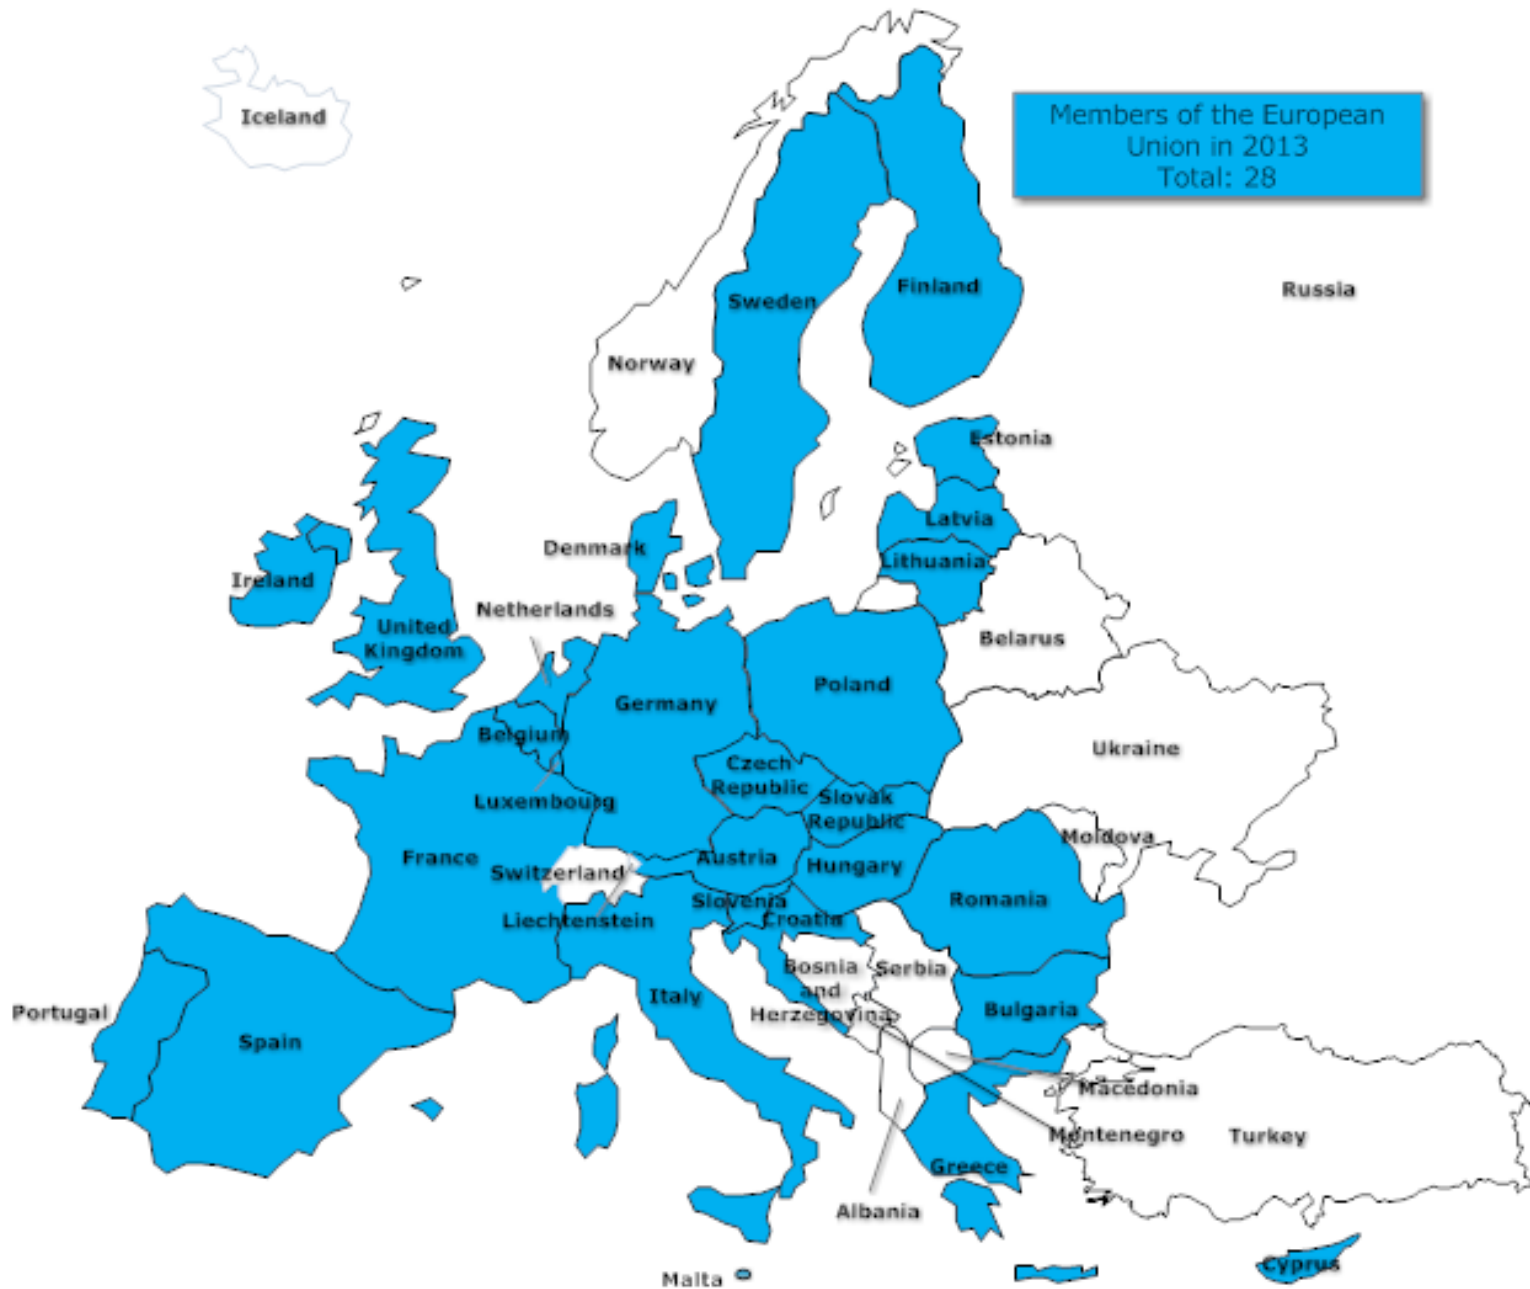 Iceland
Members of the European
Union in 2013
Total: 28
Russia
Finland
Sweden
Norway
Estonia
Latvia
Denmark
Lithuania
Ireland
Netherlands
United
Kingdom
Belarus
Poland
Germany
Belgium
Ukraine
Czech
Republic
Luxembourg
Slovak
Republic
Moldova
France
Austria
Hungary
Switzerland
Romania
Slovenia
Liechtenstein
Croatia
Bosnia
and
Herzegovina
Serbia
Italy
Bulgaria
Portugal
Spain
Macedonia
Montenegro
Turkey
Greece
Albania
Cyprus
Malta